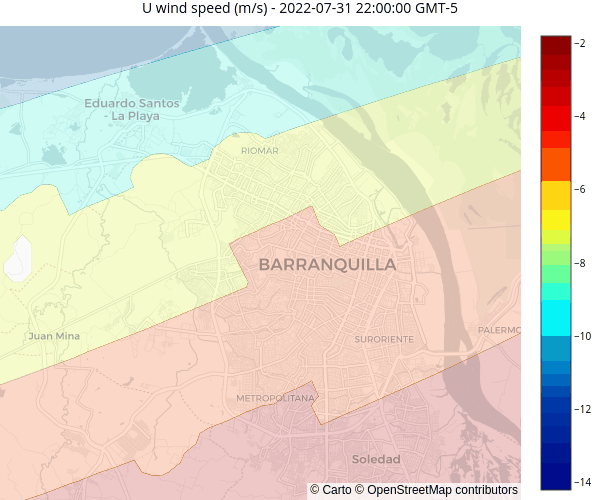 U wind speed (m/s) - 2022-07-31 22:00:00 GMT-5
Eduardo Santos
- La Playa
RIOMAR
BARRANQUILLA
Juan Mina
SURORIENTE
PALERMO
METROPOLITANA
Soledad
© Carto © OpenStreetMap contributors
−2
−4
−6
−8
−10
−12
−14